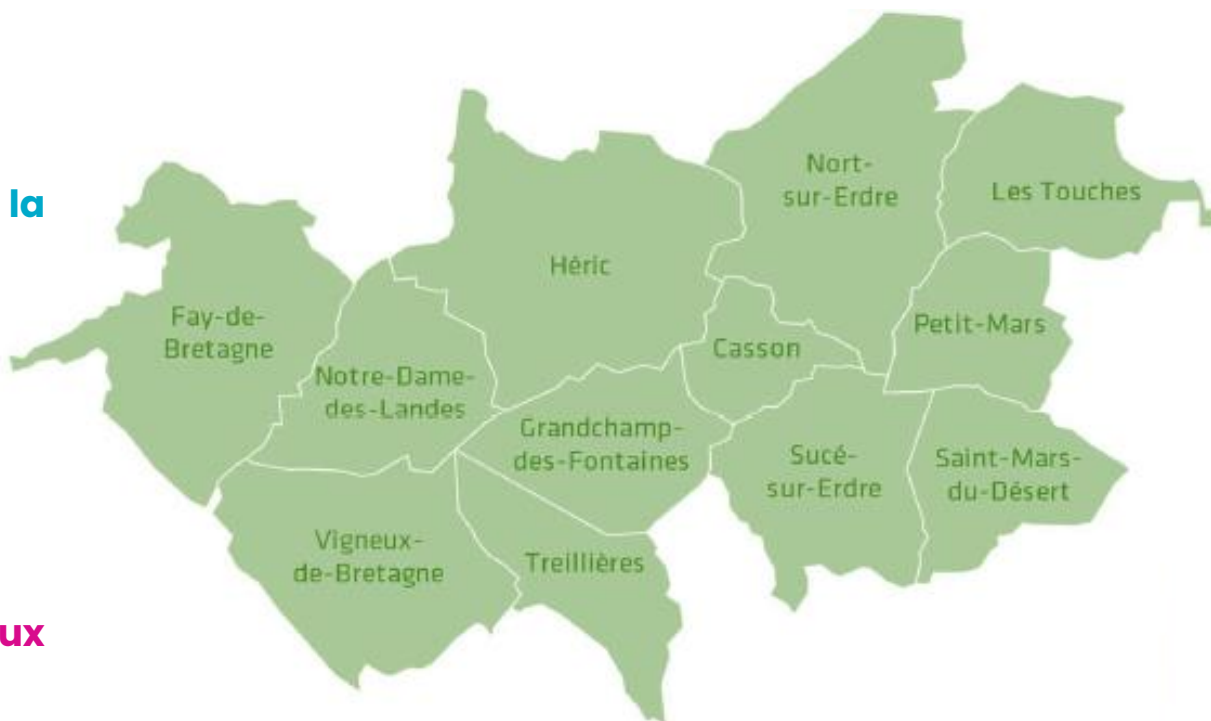 la
Nort-
sur-Erdre
Les Touches
Héric
Fay-de-
Bretagne
Petit-Mars
Casson
Notre-Dame-
des-Landes
Grandchamp-
des-Fontaines
Sucé-
sur-Erdre
Saint-Mars-
du-Désert
Vigneux-
de-Bretagne
Treillières
ux